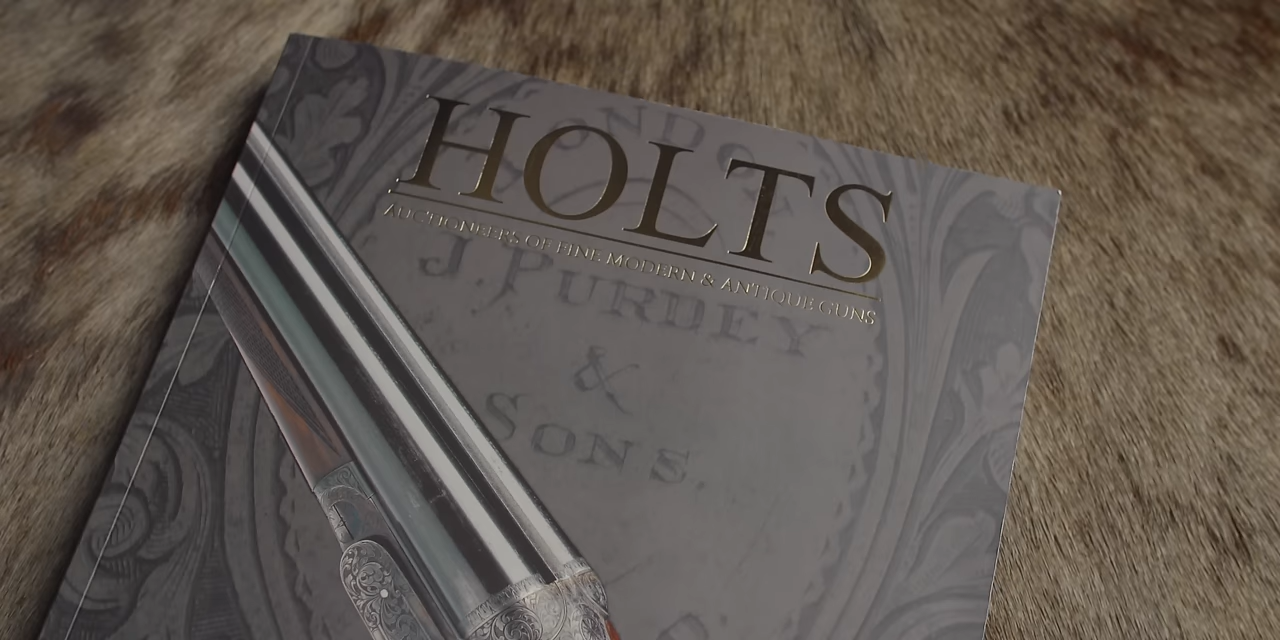 HOLTS
AUCTIONEERS OF FINE MODERN & ANTIQUE GUNS
J. PURDEY
&
SONS.